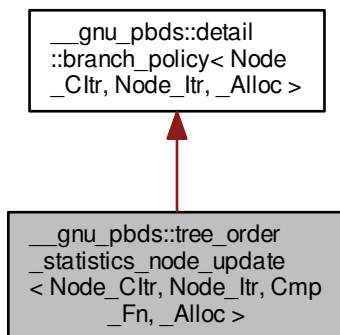 __gnu_pbds::detail
::branch_policy< Node
_CItr, Node_Itr, _Alloc >
__gnu_pbds::tree_order
_statistics_node_update
< Node_CItr, Node_Itr, Cmp
_Fn, _Alloc >